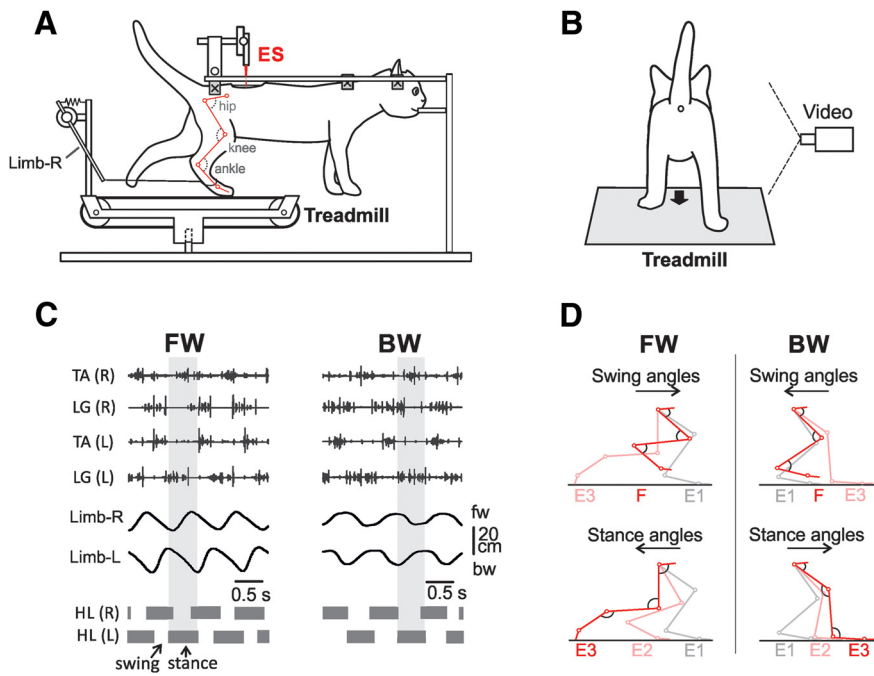 A
ES
hip
knee
ankle
Limb-R
Treadmill
B
Video
Treadmill
C
FW
BW
TA (R)
LG (R)
TA (L)
LG (L)
Limb-R
Limb-L
fw
20
cm
bw
0.5 s
0.5 s
HL (R)
HL (L)
swing
stance
D
FW
BW
Swing angles
Swing angles
E3 F E1
E1 F E3
Stance angles
Stance angles
E3 E2 E1
E1 E2 E3